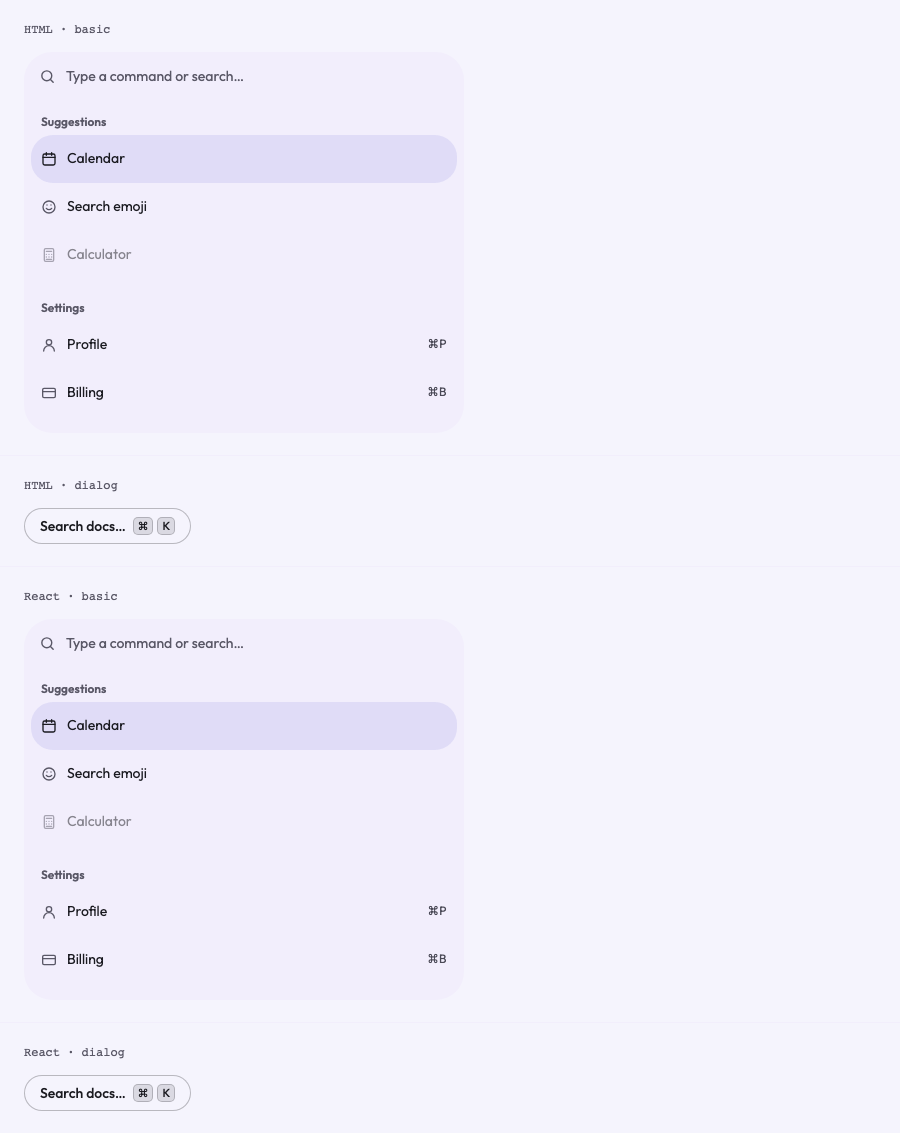 HTML · basic
Type a command or search…
Suggestions
Calendar
Search emoji
Calculator
Settings
Profile ⌘P
Billing ⌘B
HTML · dialog
Search docs… ⌘ K
React · basic
Type a command or search…
Suggestions
Calendar
Search emoji
Calculator
Settings
Profile ⌘P
Billing ⌘B
React · dialog
Search docs… ⌘ K